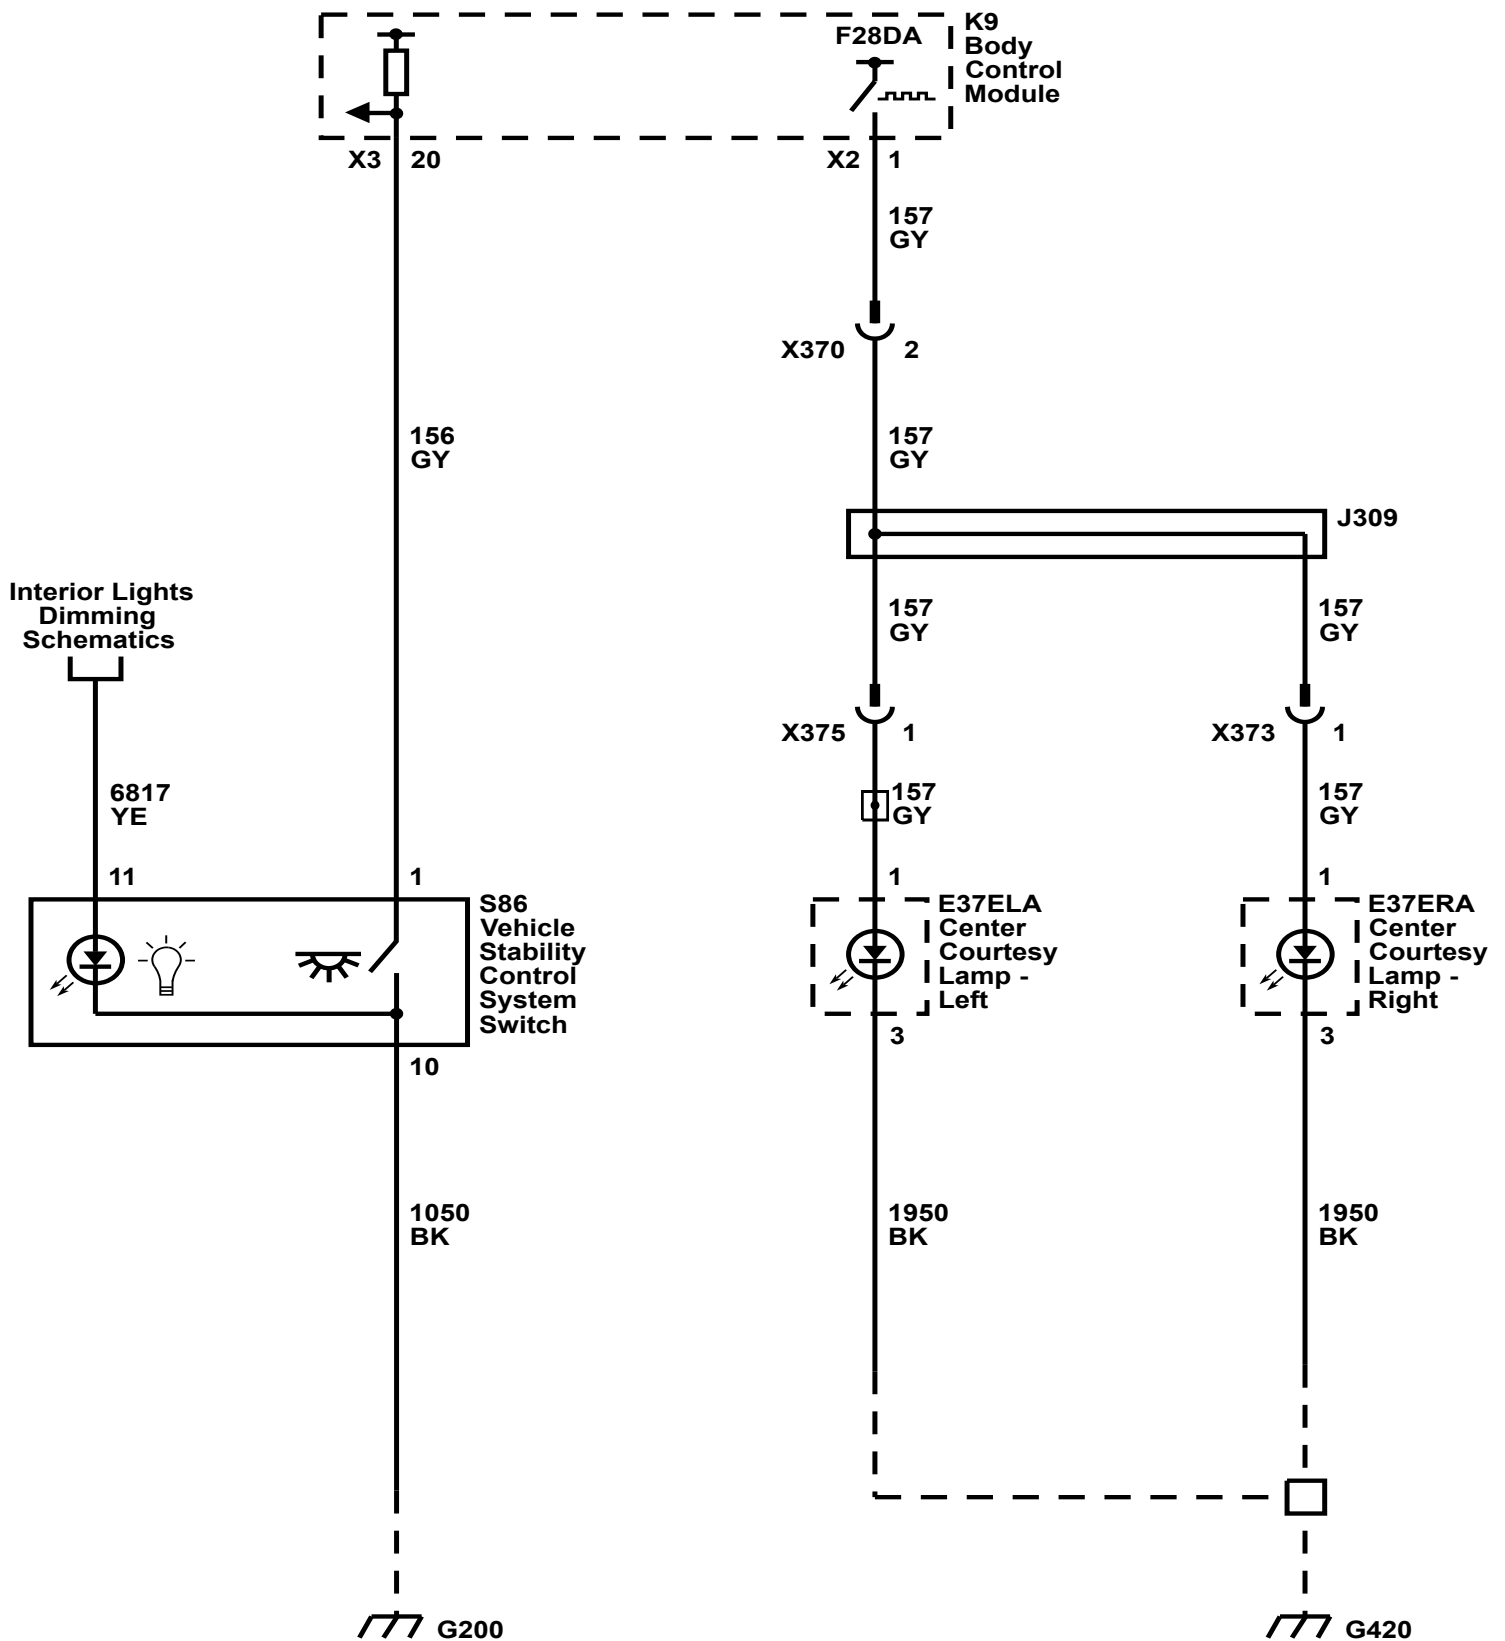 K9
Body
Control
Module
F28DA
X3 20
X2 1
157
GY
X370 2
156
GY
157
GY
J309
Interior Lights
Dimming
Schematics
157
GY
157
GY
X375 1
X373 1
6817
YE
157
GY
157
GY
11
1
1
1
S86
Vehicle
Stability
Control
System
Switch
E37ELA
Center
Courtesy
Lamp -
Left
E37ERA
Center
Courtesy
Lamp -
Right
10
3
3
1050
BK
1950
BK
1950
BK
G200
G420